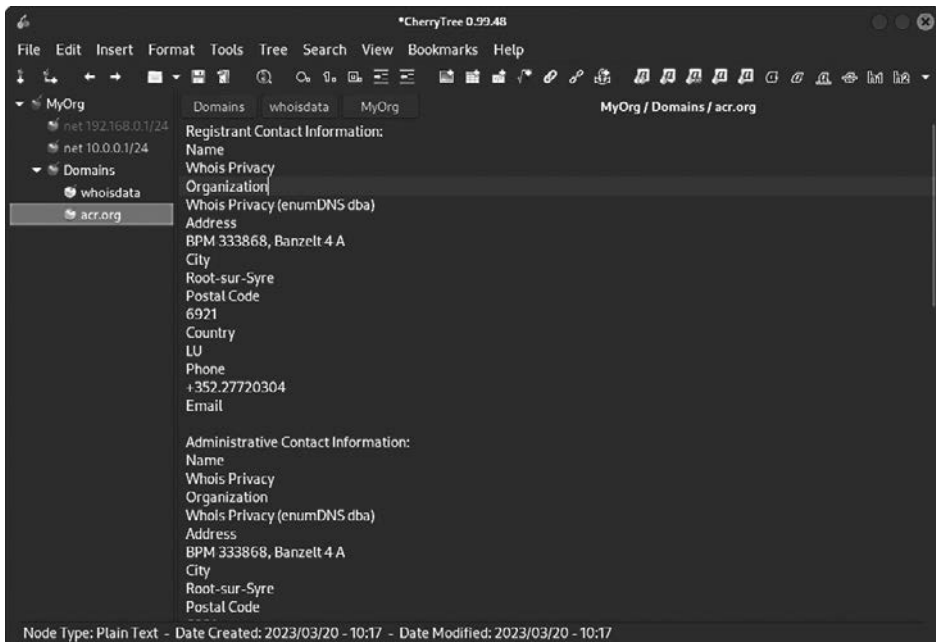 *CherryTree 0.99.48
File Edit Insert Format Tools Tree Search View Bookmarks Help
MyOrg
net 192.168.0.1/24
net 10.0.0.1/24
Domains
whoisdata
acr.org
Domains whoisdata MyOrg MyOrg / Domains / acr.org
Registrant Contact Information:
Name
Whois Privacy
Organization
Whois Privacy (enumDNS dba)
Address
BPM 333868, Banzelt 4 A
City
Root-sur-Syre
Postal Code
6921
Country
LU
Phone
+352.27720304
Email
Administrative Contact Information:
Name
Whois Privacy
Organization
Whois Privacy (enumDNS dba)
Address
BPM 333868, Banzelt 4 A
City
Root-sur-Syre
Postal Code
Node Type: Plain Text - Date Created: 2023/03/20 - 10:17 - Date Modified: 2023/03/20 - 10:17